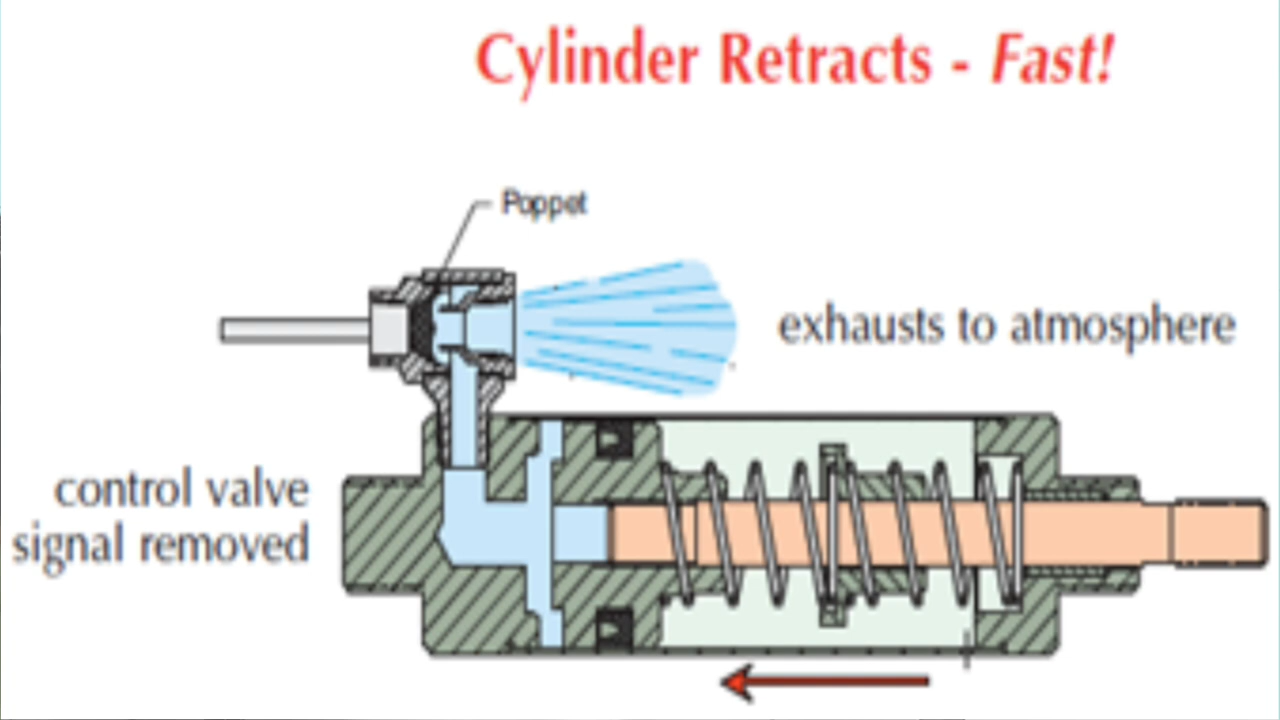 Cylinder Retracts - Fast!
Poppet
exhausts to atmosphere
control valve
signal removed